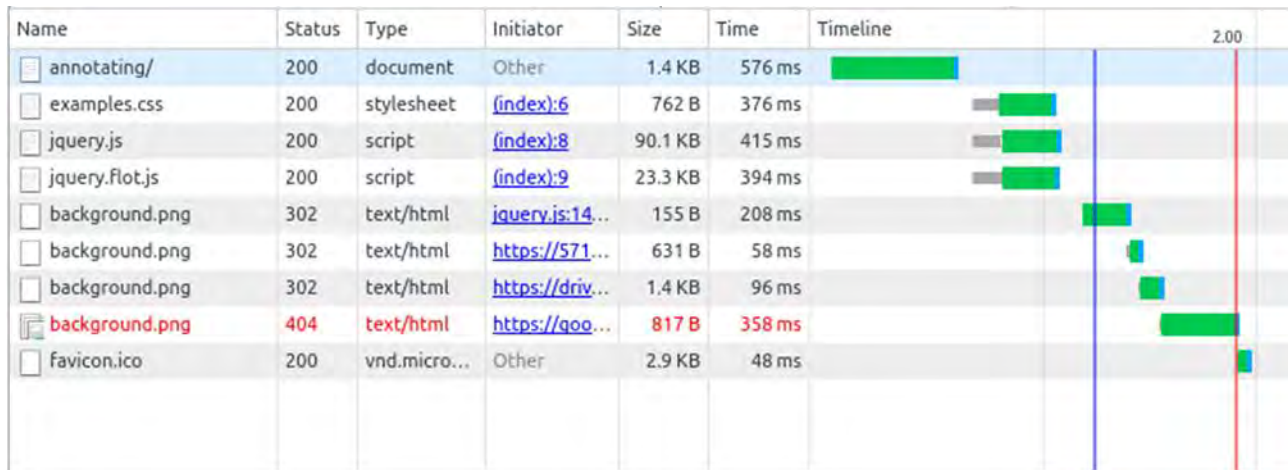 Name Status Type Initiator Size Time Timeline 2.00
annotating/ 200 document Other 1.4 KB 576 ms
examples.css 200 stylesheet (index):6 762 B 376 ms
jquery.js 200 script (index):8 90.1 KB 415 ms
jquery.flot.js 200 script (index):9 23.3 KB 394 ms
background.png 302 text/html jquery.js:14... 155 B 208 ms
background.png 302 text/html https://571... 631 B 58 ms
background.png 302 text/html https://driv... 1.4 KB 96 ms
background.png 404 text/html https://goo... 817 B 358 ms
favicon.ico 200 vnd.micro... Other 2.9 KB 48 ms